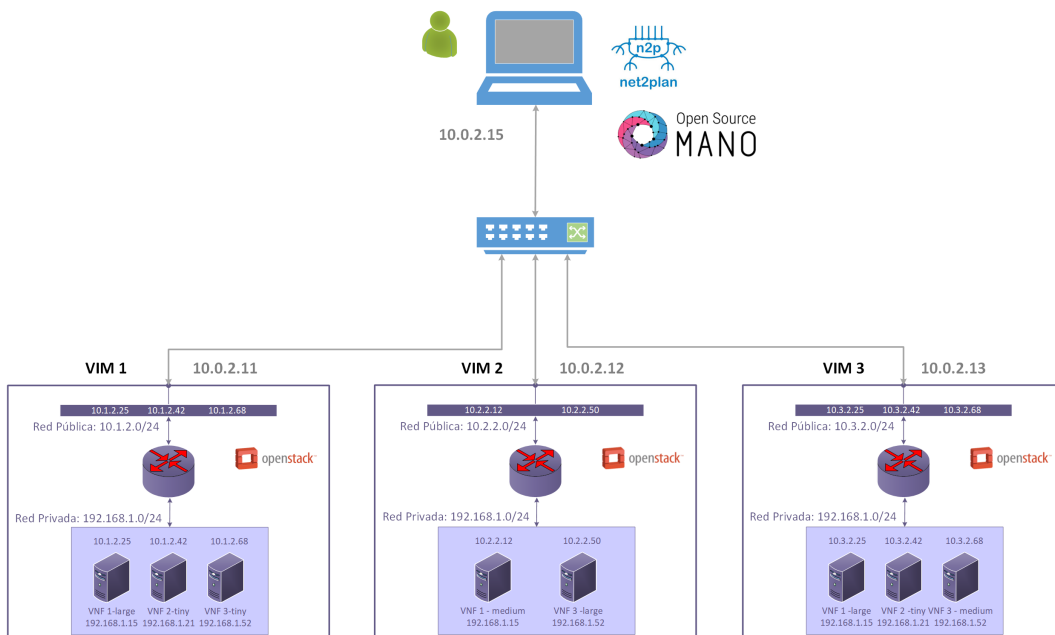 n2p
net2plan
10.0.2.15
Open Source
MANO
VIM 1
10.0.2.11
VIM 2
10.0.2.12
VIM 3
10.0.2.13
10.1.2.25 10.1.2.42 10.1.2.68
Red Pública: 10.1.2.0/24
openstack
Red Privada: 192.168.1.0/24
10.1.2.25 10.1.2.42 10.1.2.68
VNF 1-large VNF 2-tiny VNF 3-tiny
192.168.1.15 192.168.1.21 192.168.1.52
10.2.2.12 10.2.2.50
Red Pública: 10.2.2.0/24
openstack
Red Privada: 192.168.1.0/24
10.2.2.12 10.2.2.50
VNF 1 - medium VNF 3 -large
192.168.1.15 192.168.1.52
10.3.2.25 10.3.2.42 10.3.2.68
Red Pública: 10.3.2.0/24
openstack
Red Privada: 192.168.1.0/24
10.3.2.25 10.3.2.42 10.3.2.68
VNF 1 -large VNF 2 -tiny VNF 3 - medium
192.168.1.15 192.168.1.21 192.168.1.52